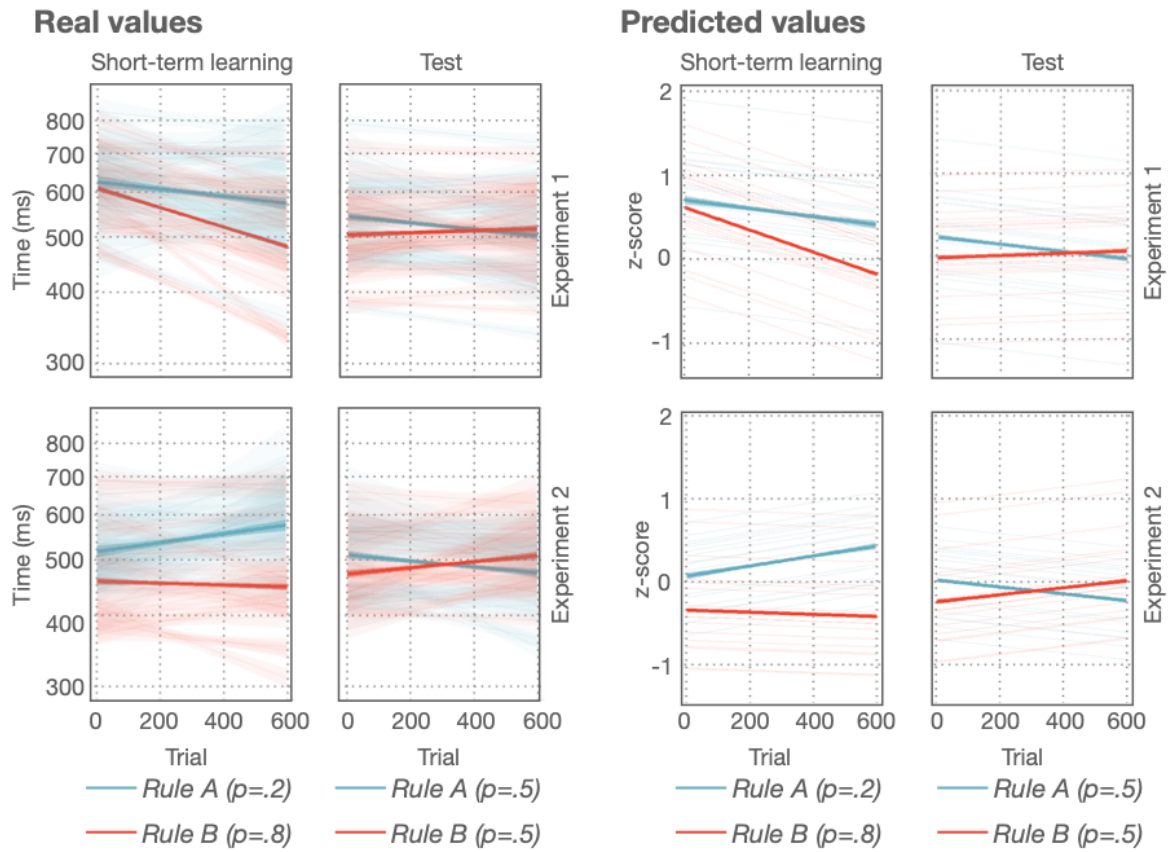 Real values
Predicted values
Short-term learning
Test
Short-term learning
Test
800
700
600
500
400
300
Time (ms)
Experiment 1
2
1
0
-1
z-score
Experiment 1
800
700
600
500
400
300
Time (ms)
Experiment 2
2
1
0
-1
z-score
Experiment 2
0 200 400 600
0 200 400 600
0 200 400 600
0 200 400 600
Trial
Trial
Trial
Trial
Rule A (p=.2)
Rule A (p=.5)
Rule A (p=.2)
Rule A (p=.5)
Rule B (p=.8)
Rule B (p=.5)
Rule B (p=.8)
Rule B (p=.5)